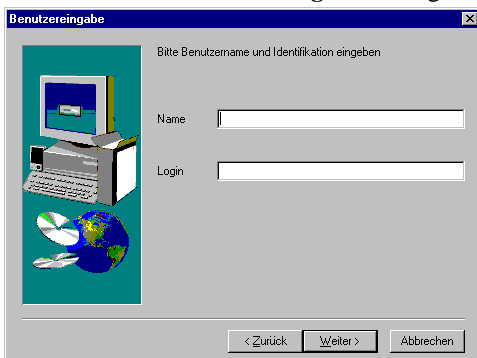 Benutzereingabe
Bitte Benutzername und Identifikation eingeben
Name
Login
< Zurück Weiter > Abbrechen